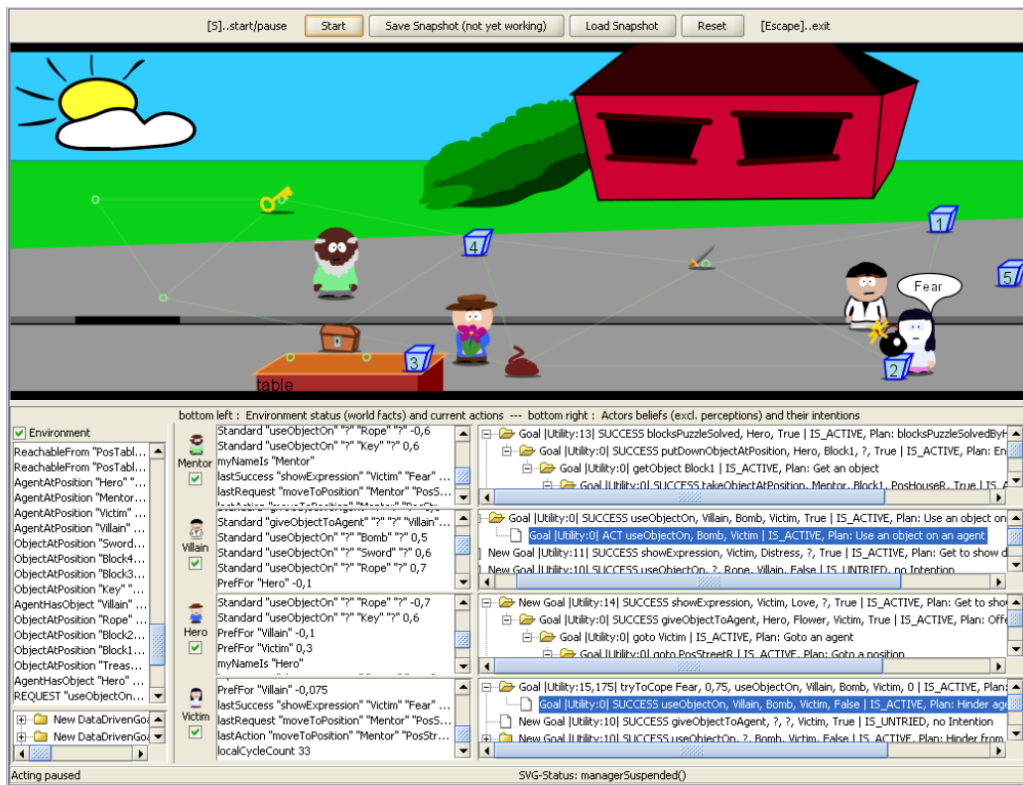 [S]..start/pause Start Save Snapshot (not yet working) Load Snapshot Reset [Escape]..exit
1
4
5
Fear
3
2
table
bottom left : Environment status (world facts) and current actions --- bottom right : Actors beliefs (excl. perceptions) and their intentions
Environment
ReachableFrom "PosTabl...
ReachableFrom "PosTabl...
AgentAtPosition "Hero" "...
AgentAtPosition "Mentor...
AgentAtPosition "Victim" ...
AgentAtPosition "Villain" ...
ObjectAtPosition "Sword...
ObjectAtPosition "Block4...
ObjectAtPosition "Block3...
ObjectAtPosition "Key" "...
AgentHasObject "Villain" ...
ObjectAtPosition "Rope" ...
ObjectAtPosition "Block2...
ObjectAtPosition "Block1...
ObjectAtPosition "Treas...
AgentHasObject "Hero" ...
REQUEST "useObjectOn...
New DataDrivenGoa
New DataDrivenGoa
Mentor
Standard "useObjectOn" "?" "Rope" "?" -0,6
Standard "useObjectOn" "?" "Key" "?" 0,6
myNameIs "Mentor"
lastSuccess "showExpression" "Victim" "Fear" ...
lastRequest "moveToPosition" "Mentor" "PosS...
Goal |Utility:13| SUCCESS blocksPuzzleSolved, Hero, True | IS_ACTIVE, Plan: blocksPuzzleSolvedByH
Goal |Utility:0| SUCCESS putDownObjectAtPosition, Hero, Block1, ?, True | IS_ACTIVE, Plan: En
Goal |Utility:0| getObject Block1 | IS_ACTIVE, Plan: Get an object
Goal |Utility:0| SUCCESS takeObjectAtPosition, Mentor, Block1, PosHouseR, True | IS_A
Villain
Standard "giveObjectToAgent" "?" "?" "Villain"...
Standard "useObjectOn" "?" "Bomb" "?" 0,5
Standard "useObjectOn" "?" "Sword" "?" 0,6
Standard "useObjectOn" "?" "Rope" "?" 0,7
PrefFor "Hero" -0,1
Goal |Utility:0| SUCCESS useObjectOn, Villain, Bomb, Victim, True | IS_ACTIVE, Plan: Use an object on
Goal |Utility:0| ACT useObjectOn, Bomb, Victim | IS_ACTIVE, Plan: Use an object on an agent
New Goal |Utility:11| SUCCESS showExpression, Victim, Distress, ?, True | IS_ACTIVE, Plan: Get to show d
New Goal |Utility:10| SUCCESS useObjectOn, ?, Rope, Villain, False | IS_UNTRIED, no Intention
Hero
Standard "useObjectOn" "?" "Rope" "?" -0,7
Standard "useObjectOn" "?" "Key" "?" 0,6
PrefFor "Villain" -0,1
PrefFor "Victim" 0,3
myNameIs "Hero"
New Goal |Utility:14| SUCCESS showExpression, Victim, Love, ?, True | IS_ACTIVE, Plan: Get to sho
Goal |Utility:0| SUCCESS giveObjectToAgent, Hero, Flower, Victim, True | IS_ACTIVE, Plan: Off
Goal |Utility:0| goto Victim | IS_ACTIVE, Plan: Goto an agent
Goal |Utility:0| goto PosStreetR | IS_ACTIVE, Plan: Goto a position
Victim
PrefFor "Villain" -0,075
lastSuccess "showExpression" "Victim" "Fear" ...
lastRequest "moveToPosition" "Mentor" "PosS...
lastAction "moveToPosition" "Mentor" "PosStr...
localCycleCount 33
Goal |Utility:15,175| tryToCope Fear, 0,75, useObjectOn, Villain, Bomb, Victim, 0 | IS_ACTIVE, Plan:
Goal |Utility:0| SUCCESS useObjectOn, Villain, Bomb, Victim, False | IS_ACTIVE, Plan: Hinder ag
New Goal |Utility:10| SUCCESS giveObjectToAgent, ?, ?, Victim, True | IS_UNTRIED, no Intention
New Goal |Utility:10| SUCCESS useObjectOn, ?, Bomb, Victim, False | IS_ACTIVE, Plan: Hinder from
Acting paused SVG-Status: managerSuspended()